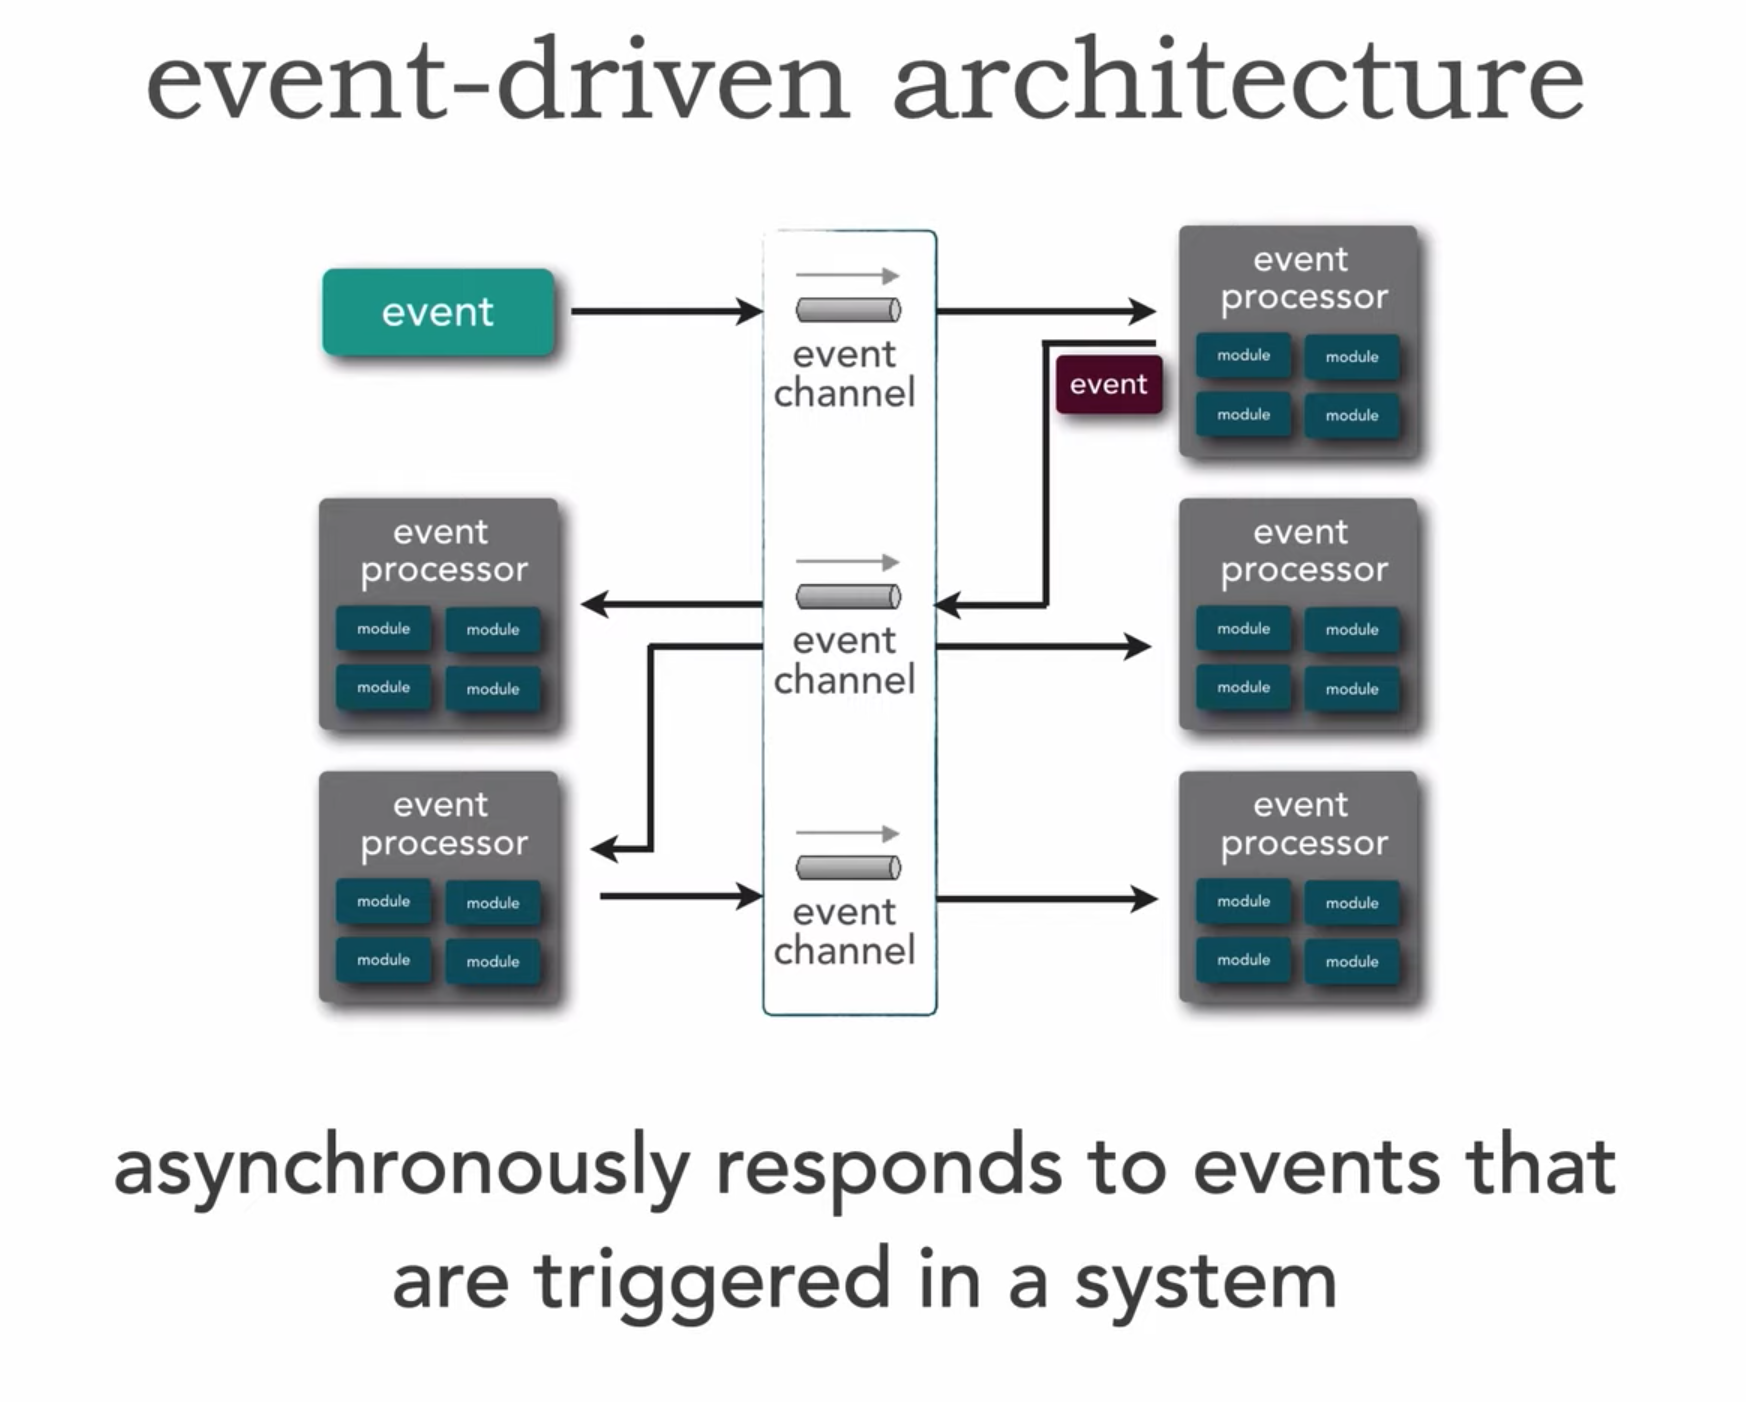 event-driven architecture
event
event
channel
event
processor
module
module
module
module
event
event
processor
module
module
module
module
event
channel
event
processor
module
module
module
module
event
processor
module
module
module
module
event
channel
event
processor
module
module
module
module
asynchronously responds to events that
are triggered in a system